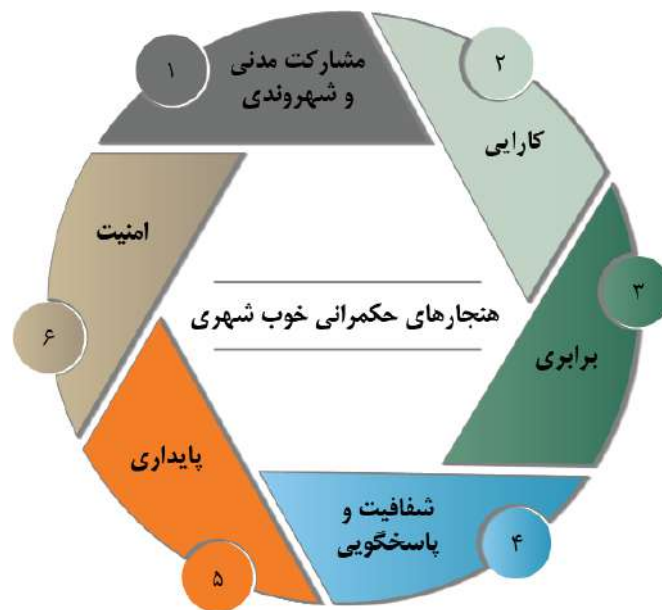 ۱
مشارکت مدنی
و شهروندی
۲
کارایی
۳
برابری
۴
شفافیت و
پاسخگویی
۵
پایداری
۶
امنیت
هنجارهای حکمرانی خوب شهری